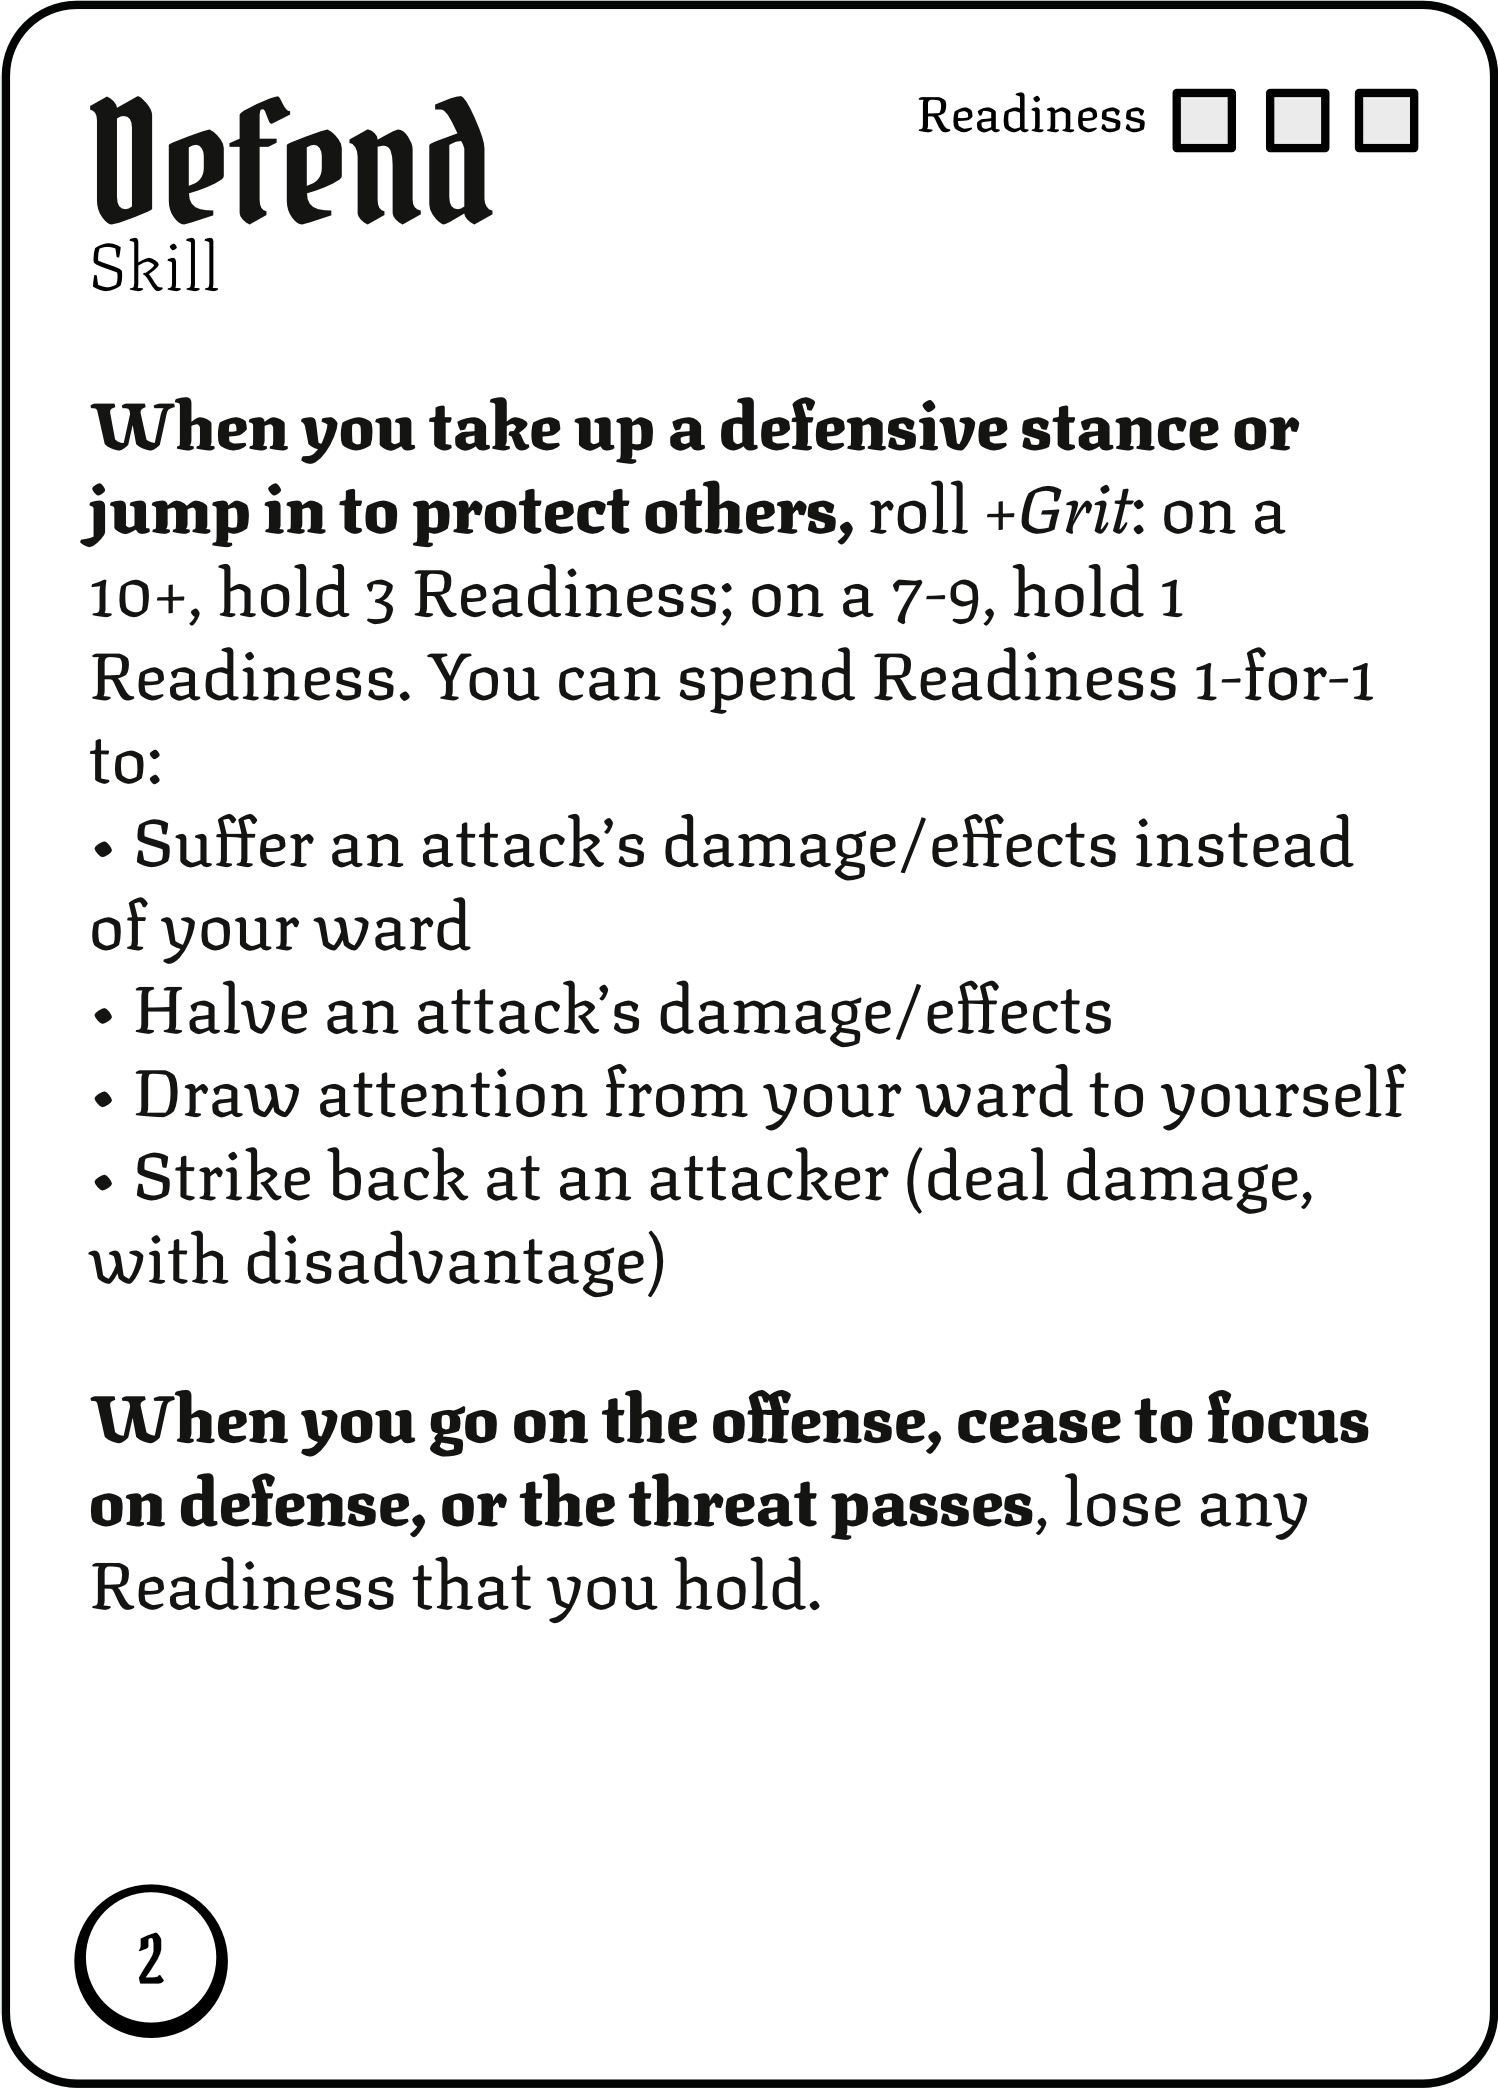 Defend
Readiness
Skill
When you take up a defensive stance or
jump in to protect others, roll +Grit: on a
10+, hold 3 Readiness; on a 7-9, hold 1
Readiness. You can spend Readiness 1-for-1
to:
• Suffer an attack’s damage/effects instead
of your ward
• Halve an attack’s damage/effects
• Draw attention from your ward to yourself
• Strike back at an attacker (deal damage,
with disadvantage)
When you go on the offense, cease to focus
on defense, or the threat passes, lose any
Readiness that you hold.
2